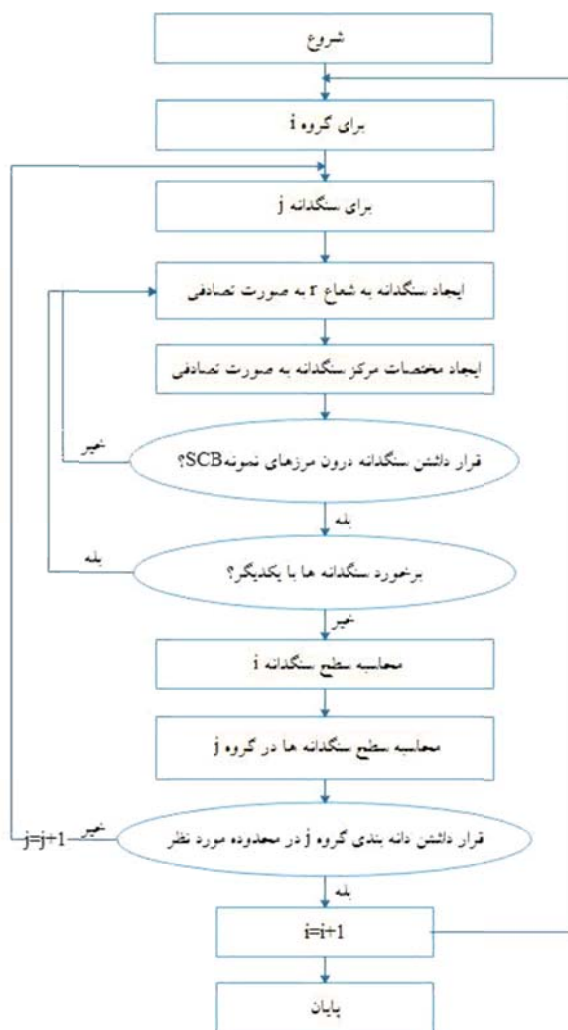 شروع
برای گروه i
برای سنگدانه j
ایجاد سنگدانه به شعاع r به صورت تصادفی
ایجاد مختصات مرکز سنگدانه به صورت تصادفی
قرار داشتن سنگدانه درون مرزهای نمونه SCB؟
خیر
بله
برخورد سنگدانه ها با یکدیگر؟
بله
خیر
محاسبه سطح سنگدانه i
محاسبه سطح سنگدانه ها در گروه j
قرار داشتن دانه بندی گروه j در محدوده مورد نظر
خیر
j=j+1
بله
i=i+1
پایان